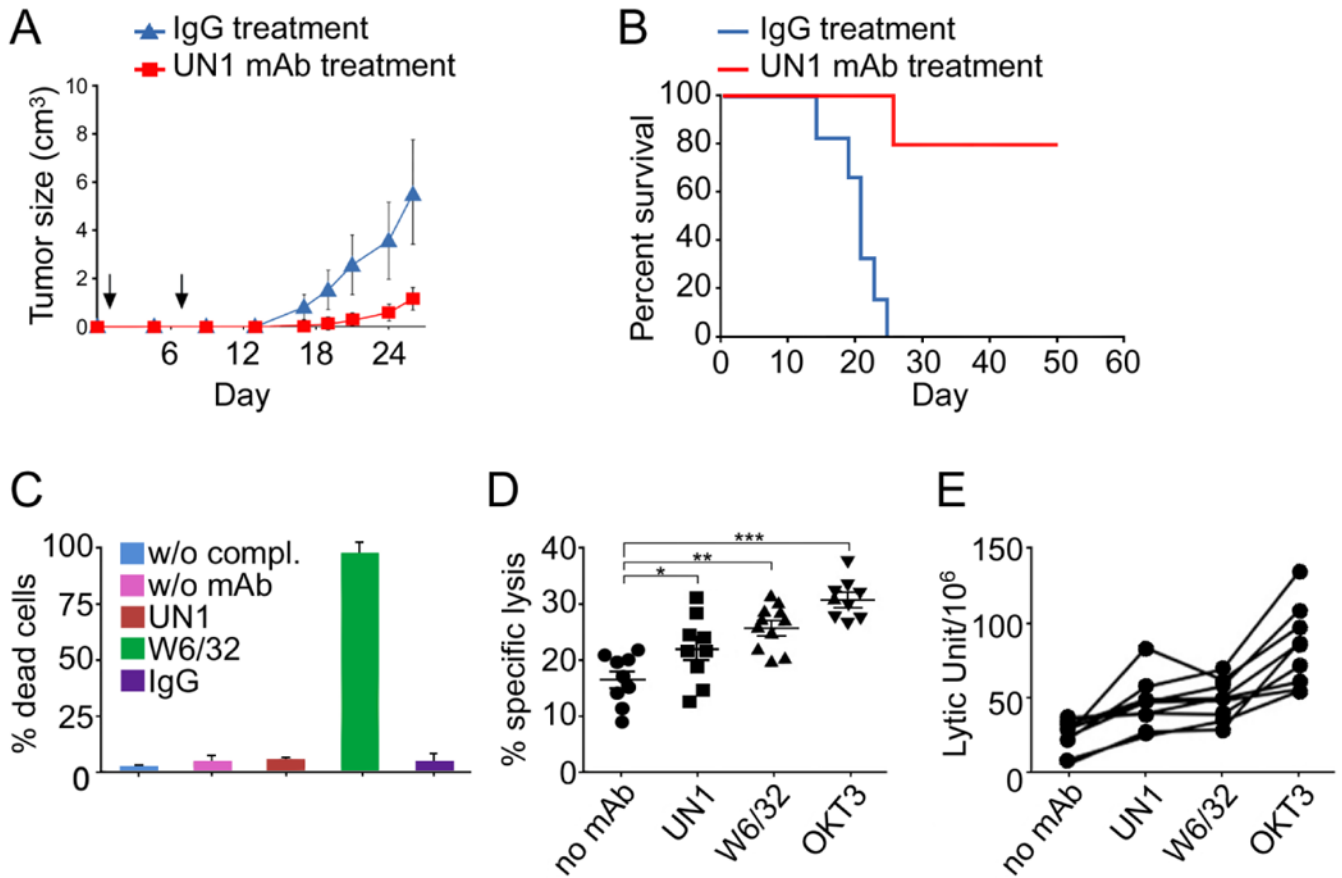 A
IgG treatment
UN1 mAb treatment
Tumor size (cm³)
10
8
6
4
2
0
6 12 18 24
Day
B
IgG treatment
UN1 mAb treatment
Percent survival
100
80
60
40
20
0
0 10 20 30 40 50 60
Day
C
% dead cells
100
75
50
25
0
w/o compl.
w/o mAb
UN1
W6/32
IgG
D
% specific lysis
40
30
20
10
0
*
**
***
no mAb UN1 W6/32 OKT3
E
Lytic Unit/10⁶
150
100
50
0
no mAb UN1 W6/32 OKT3